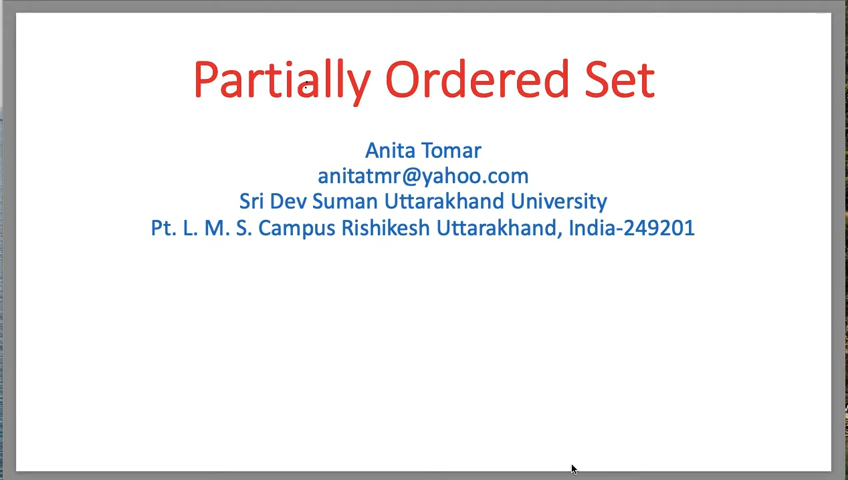 Partially Ordered Set
Anita Tomar
anitatmr@yahoo.com
Sri Dev Suman Uttarakhand University
Pt. L. M. S. Campus Rishikesh Uttarakhand, India-249201